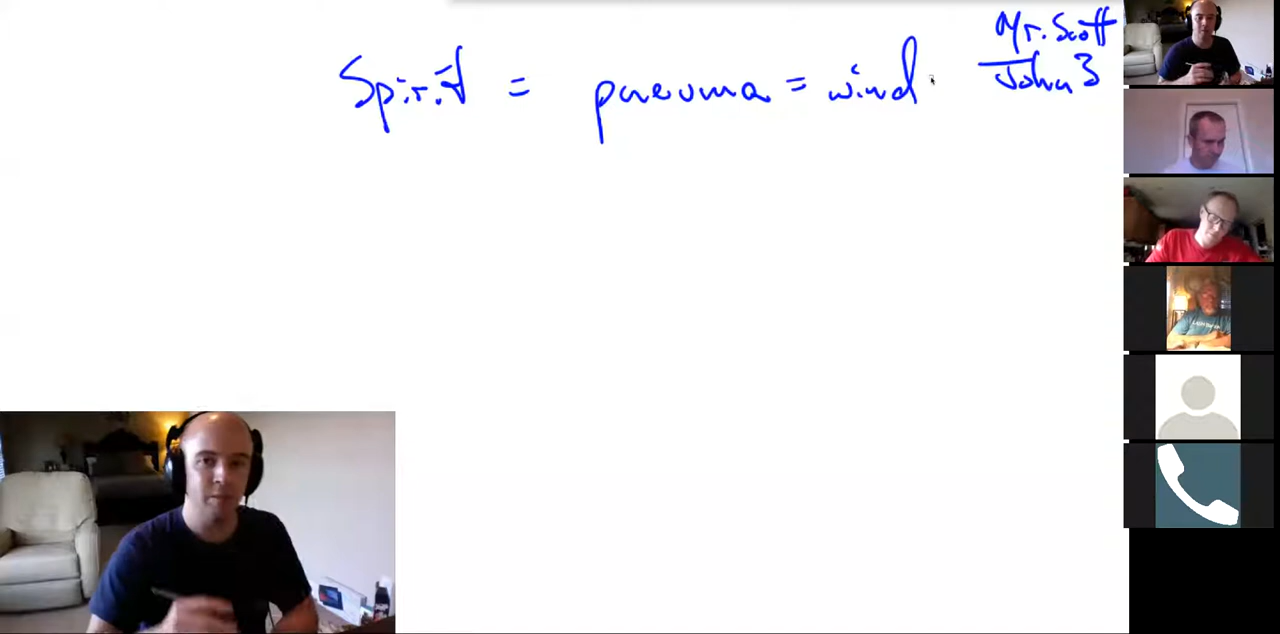 Mr. Scott
John 3
Spirit = pneuma = wind